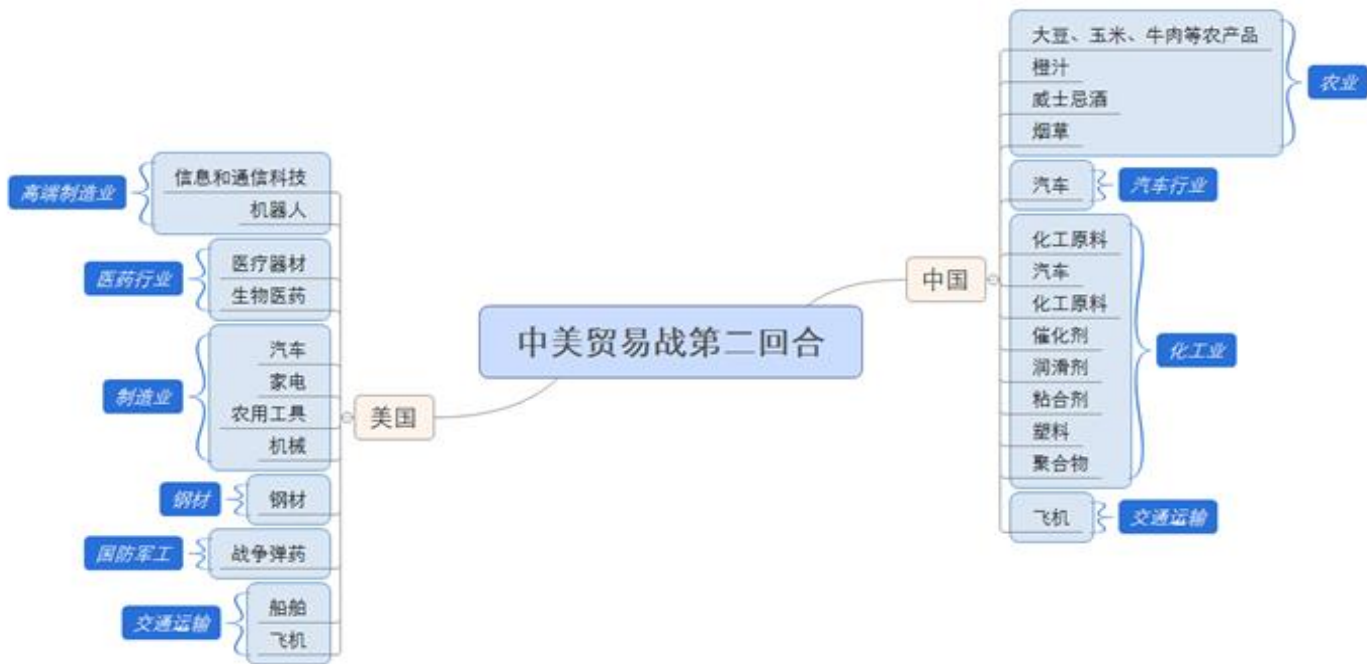 中美贸易战第二回合
中国
大豆、玉米、牛肉等农产品
橙汁
威士忌酒
烟草
农业
汽车
汽车行业
化工原料
汽车
化工原料
催化剂
润滑剂
粘合剂
塑料
聚合物
化工业
飞机
交通运输
美国
信息和通信科技
机器人
高端制造业
医疗器材
生物医药
医药行业
汽车
家电
农用工具
机械
制造业
钢材
钢材
战争弹药
国防军工
船舶
飞机
交通运输